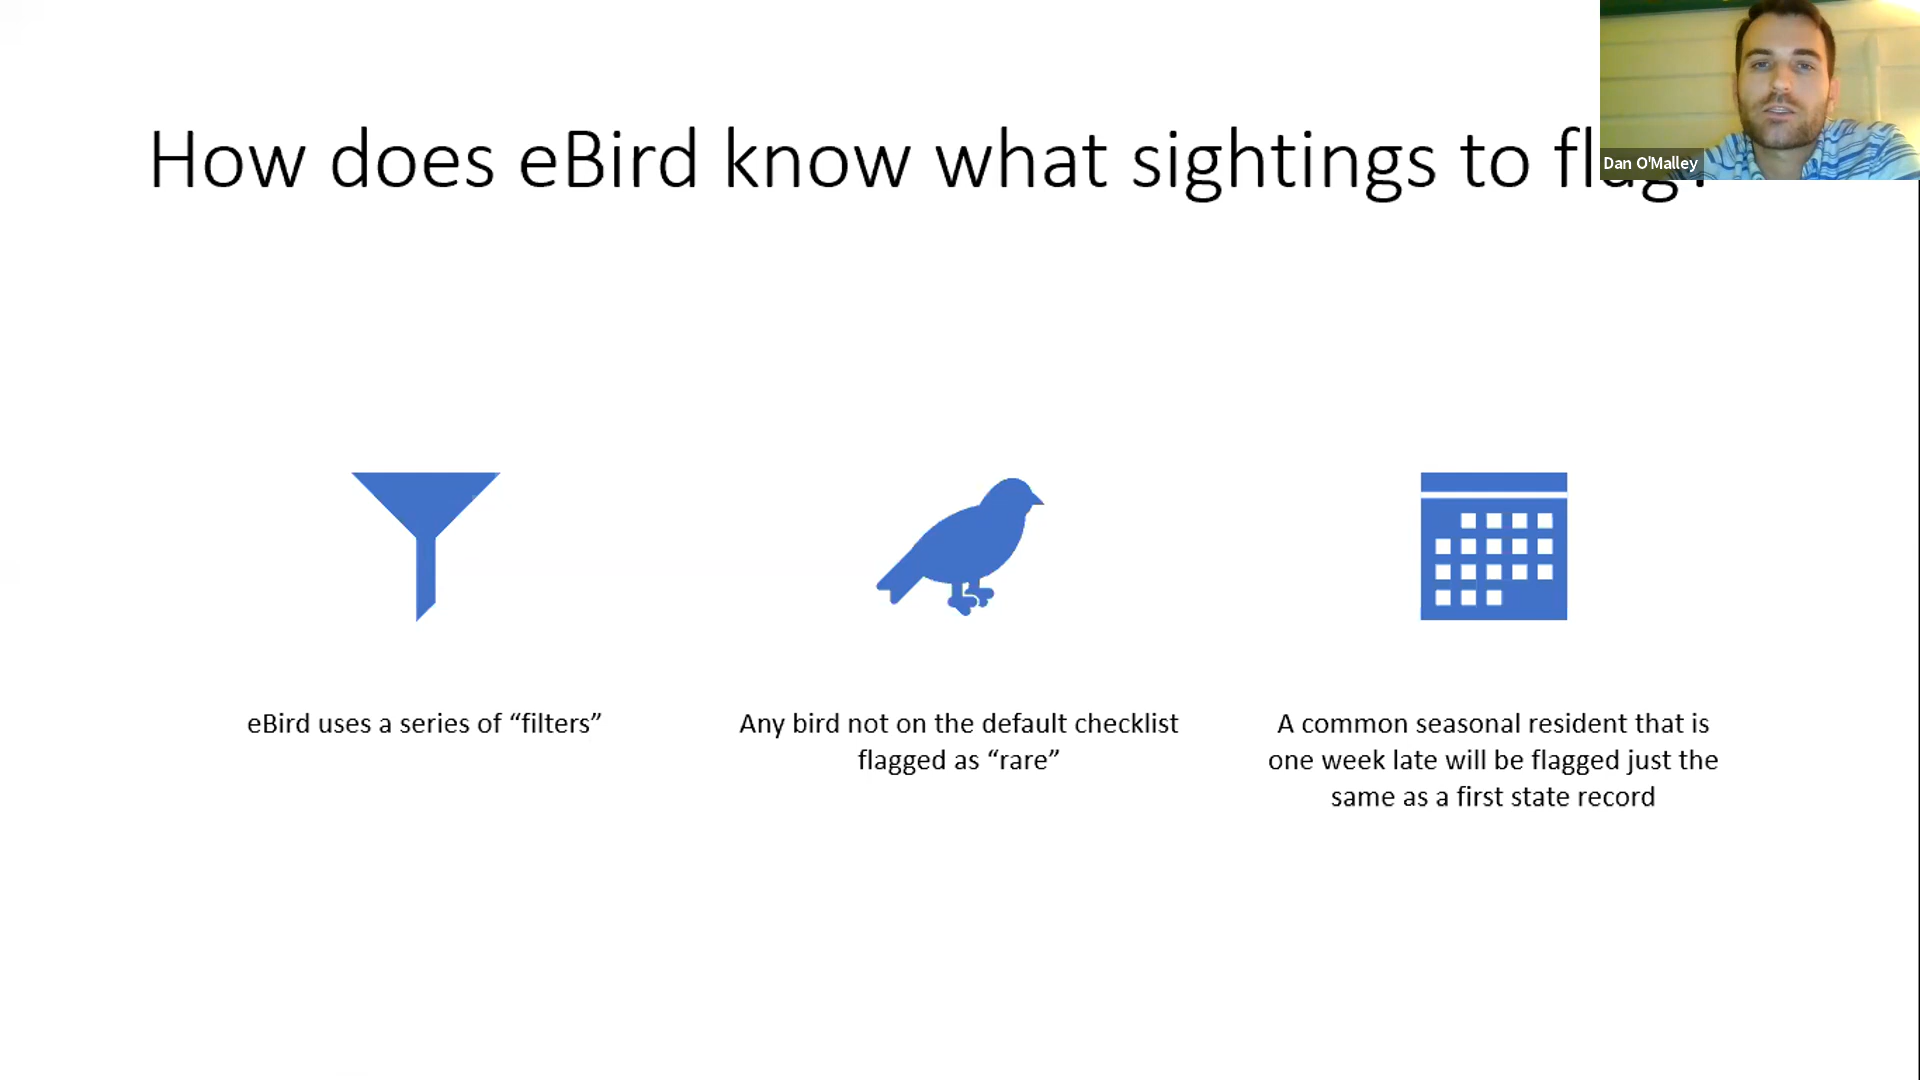 How does eBird know what sightings to flag?
Dan O'Malley
eBird uses a series of “filters”
Any bird not on the default checklist
flagged as “rare”
A common seasonal resident that is
one week late will be flagged just the
same as a first state record